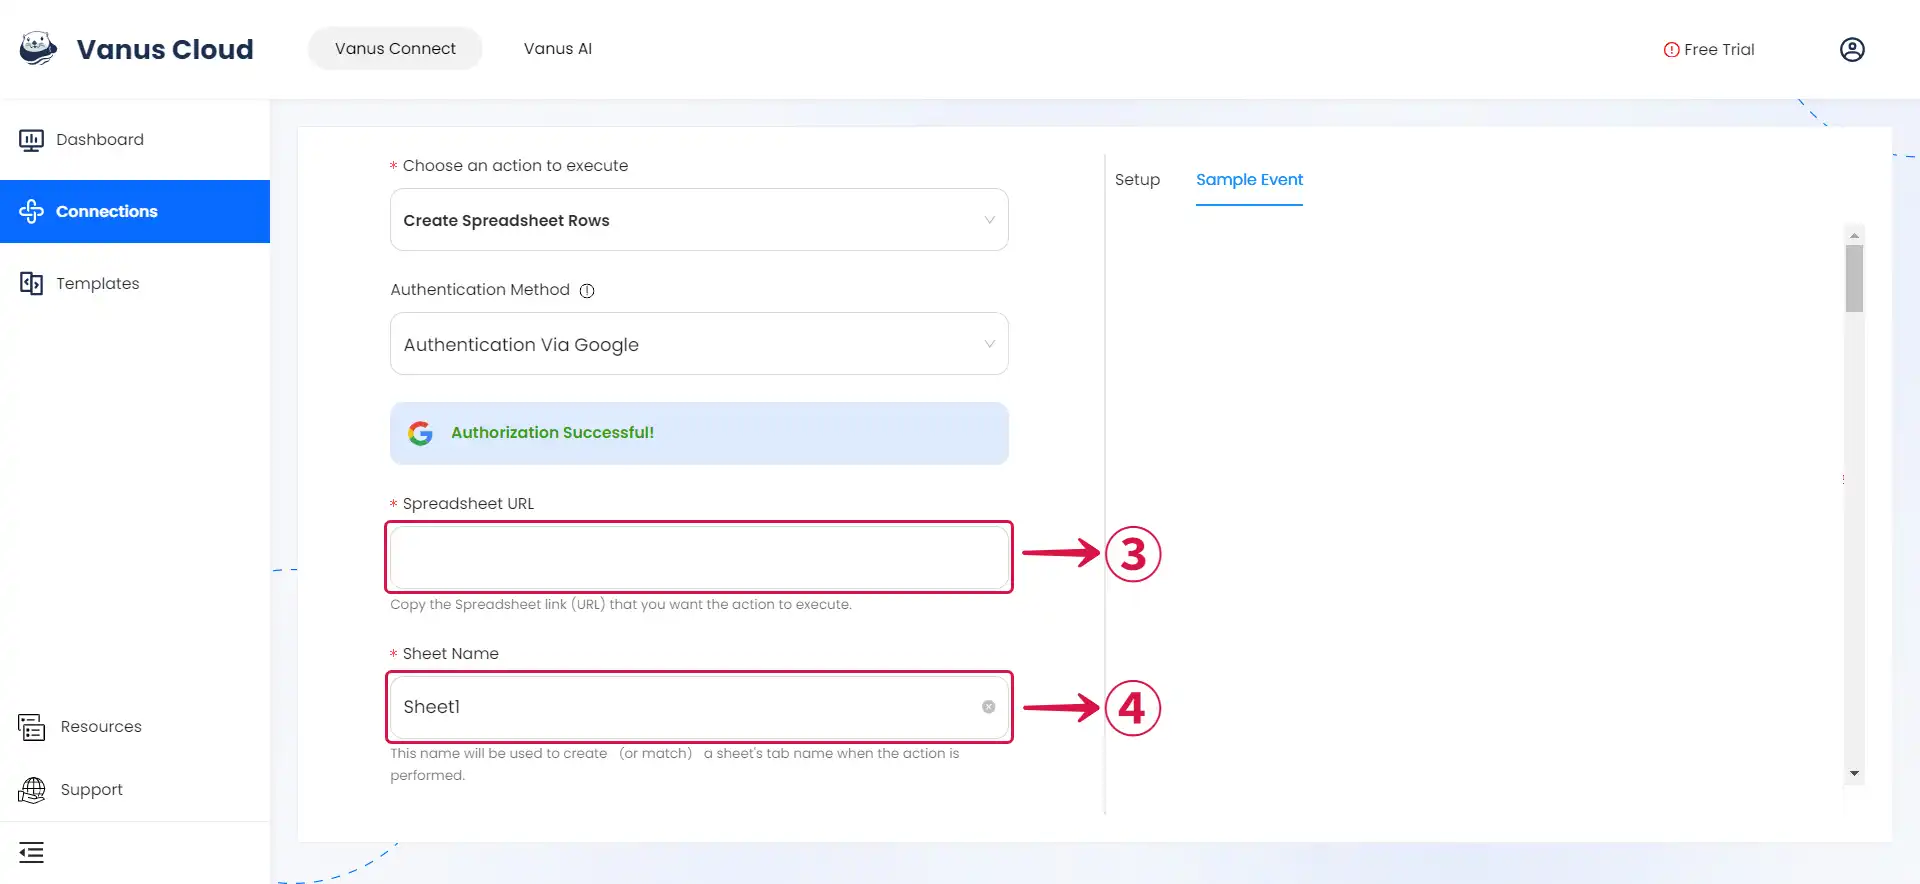 Vanus Cloud
Vanus Connect
Vanus AI
Free Trial
Dashboard
Connections
Templates
Resources
Support
* Choose an action to execute
Create Spreadsheet Rows
Authentication Method
Authentication Via Google
Authorization Successful!
* Spreadsheet URL
3
Copy the Spreadsheet link (URL) that you want the action to execute.
* Sheet Name
Sheet1
4
This name will be used to create (or match) a sheet's tab name when the action is
performed.
Setup
Sample Event